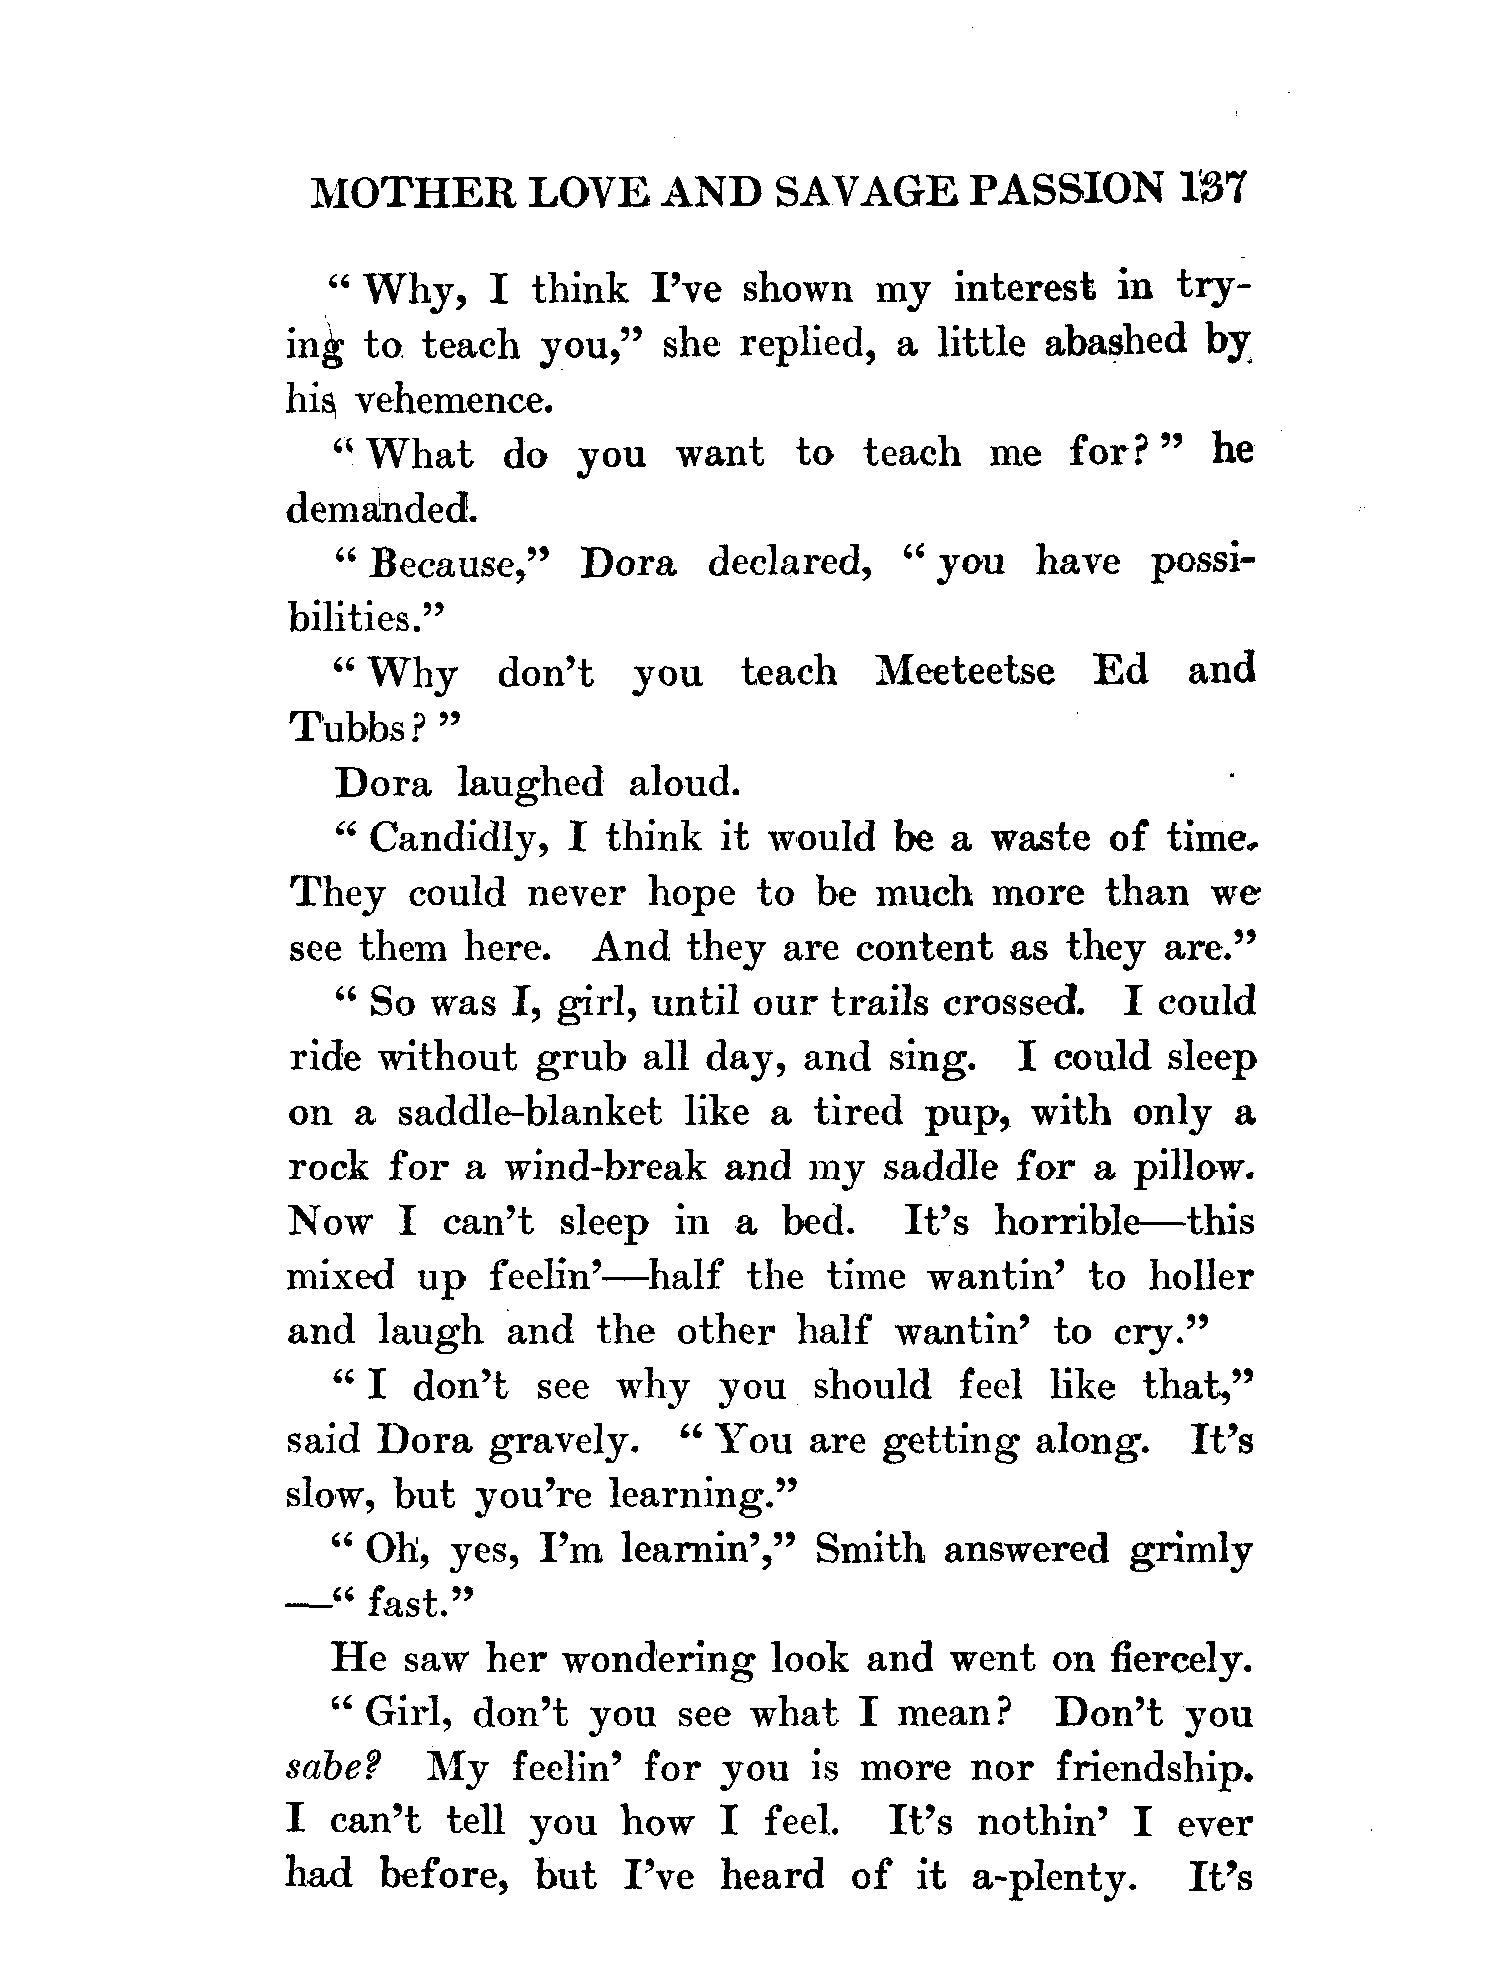 MOTHER LOVE AND SAVAGE PASSION 137
“Why, I think I’ve shown my interest in try-
ing to teach you,” she replied, a little abashed by
his vehemence.
“What do you want to teach me for?” he
demanded.
“Because,” Dora declared, “you have possi-
bilities.”
“Why don’t you teach Meeteetse Ed and
Tubbs?”
Dora laughed aloud.
“Candidly, I think it would be a waste of time.
They could never hope to be much more than we
see them here. And they are content as they are.”
“So was I, girl, until our trails crossed. I could
ride without grub all day, and sing. I could sleep
on a saddle-blanket like a tired pup, with only a
rock for a wind-break and my saddle for a pillow.
Now I can’t sleep in a bed. It’s horrible—this
mixed up feelin’—half the time wantin’ to holler
and laugh and the other half wantin’ to cry.”
“I don’t see why you should feel like that,”
said Dora gravely. “You are getting along. It’s
slow, but you’re learning.”
“Oh, yes, I’m learnin’,” Smith answered grimly
—“fast.”
He saw her wondering look and went on fiercely.
“Girl, don’t you see what I mean? Don’t you
sabe? My feelin’ for you is more nor friendship.
I can’t tell you how I feel. It’s nothin’ I ever
had before, but I’ve heard of it a-plenty. It’s